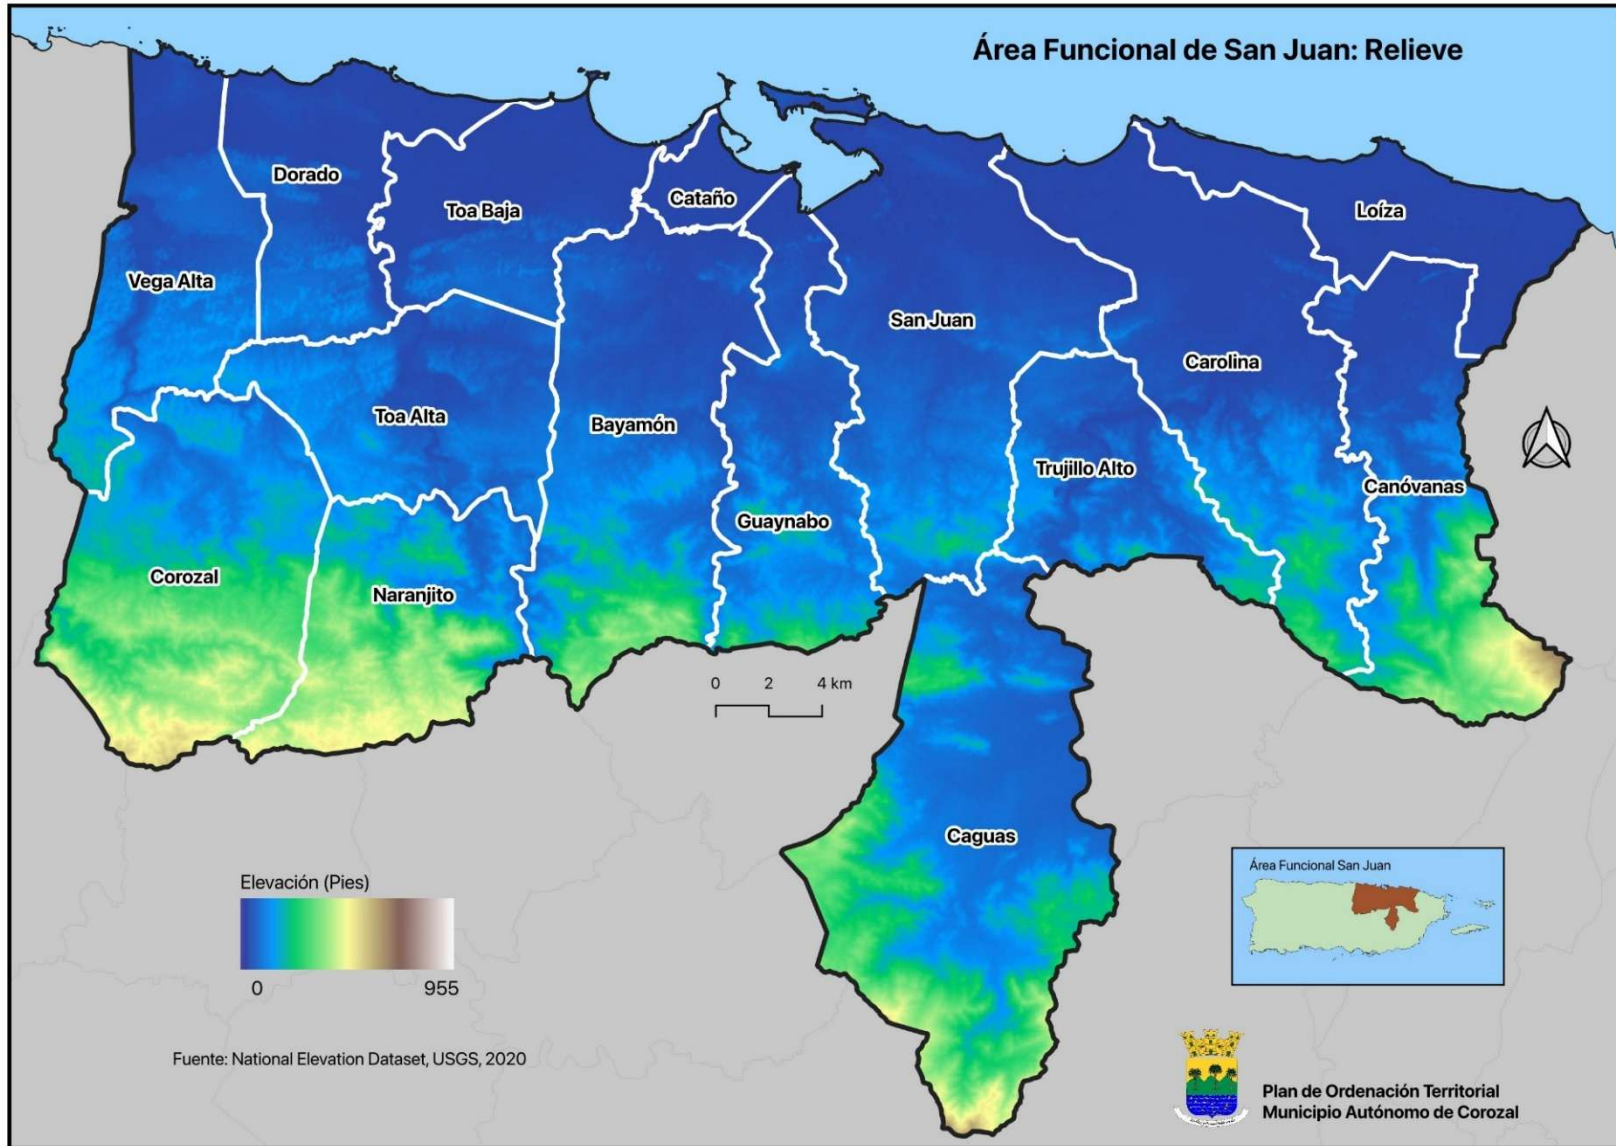 Área Funcional de San Juan: Relieve
Dorado
Toa Baja
Cataño
Loíza
Vega Alta
San Juan
Carolina
Toa Alta
Bayamón
Trujillo Alto
Canóvanas
Guaynabo
Corozal
Naranjito
0 2 4 km
Caguas
Elevación (Pies)
0 955
Área Funcional San Juan
Fuente: National Elevation Dataset, USGS, 2020
Plan de Ordenación Territorial
Municipio Autónomo de Corozal